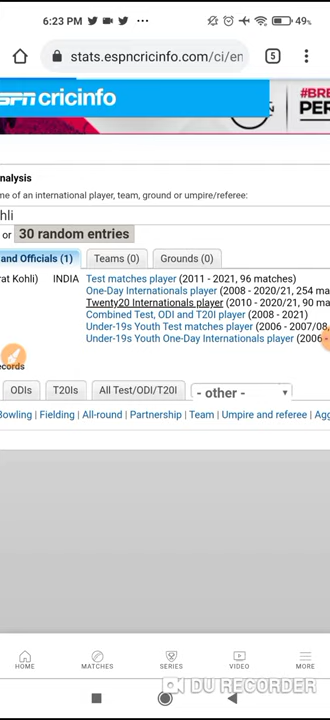 6:23 PM ... 49%
stats.espncricinfo.com/ci/en 5
cricinfo
#BRE
PER
nalysis
me of an international player, team, ground or umpire/referee:
hli
or 30 random entries
and Officials (1) Teams (0) Grounds (0)
rat Kohli) INDIA Test matches player (2011 - 2021, 96 matches)
One-Day Internationals player (2008 - 2020/21, 254 ma
Twenty20 Internationals player (2010 - 2020/21, 90 ma
Combined Test, ODI and T20I player (2008 - 2021)
Under-19s Youth Test matches player (2006 - 2007/08,
Under-19s Youth One-Day Internationals player (2006 -
ecords
ODIs T20Is All Test/ODI/T20I - other -
Bowling | Fielding | All-round | Partnership | Team | Umpire and referee | Agg
HOME MATCHES SERIES VIDEO MORE
DU RECORDER